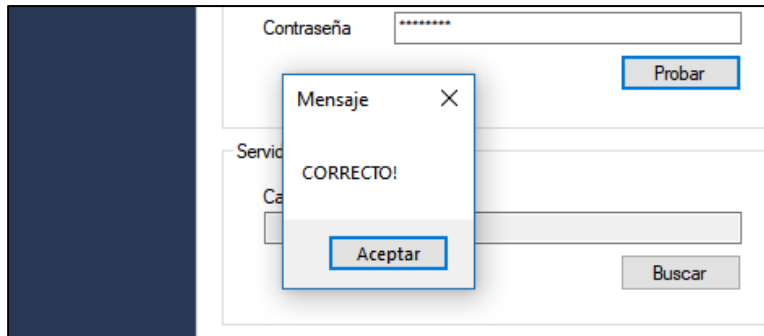 Contraseña ********
Probar
Mensaje
Servic
CORRECTO!
Ca
Aceptar
Buscar